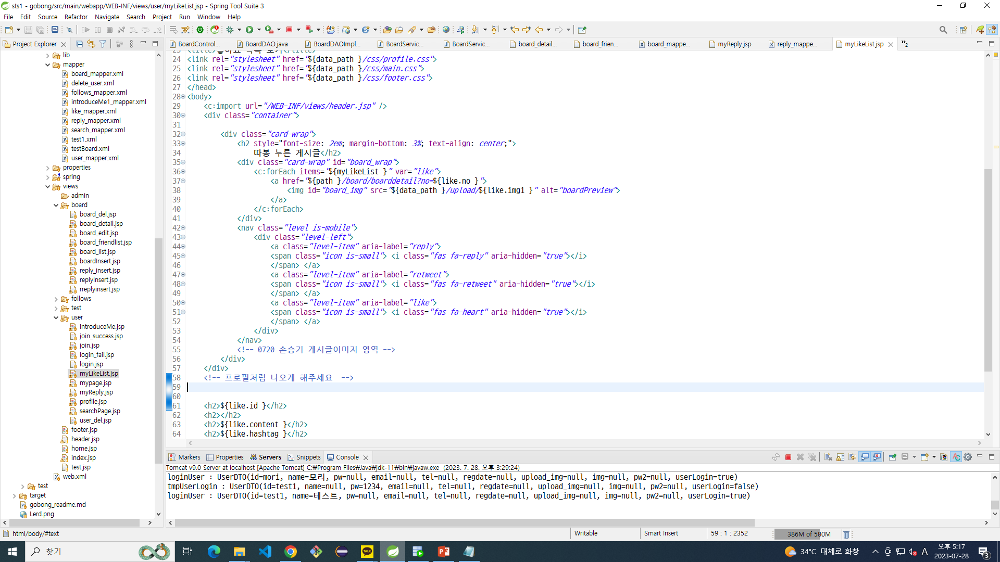 sts1 - gobong/src/main/webapp/WEB-INF/views/user/myLikeList.jsp - Spring Tool Suite 3
File Edit Source Refactor Navigate Search Project Run Window Help
Project Explorer
BoardControl... BoardDAO.java BoardDAOImpl... BoardServic... BoardServic... board_detail... board_frien... board_mappe... myReply.jsp reply_mappe... myLikeList.jsp »2
lib
mapper
board_mapper.xml
delete_user.xml
follows_mapper.xml
introduceMe1_mapper.xml
like_mapper.xml
reply_mapper.xml
search_mapper.xml
test1.xml
testBoard.xml
user_mapper.xml
properties
spring
views
admin
board
board_del.jsp
board_detail.jsp
board_edit.jsp
board_friendlist.jsp
board_list.jsp
boardInsert.jsp
reply_insert.jsp
replyInsert.jsp
rreplyinsert.jsp
follows
test
user
introduceMe.jsp
join_success.jsp
join.jsp
login_fail.jsp
login.jsp
myLikeList.jsp
mypage.jsp
myReply.jsp
profile.jsp
searchPage.jsp
user_del.jsp
footer.jsp
header.jsp
home.jsp
index.jsp
test.jsp
web.xml
test
target
gobong_readme.md
Lerd.png
24 <link rel="stylesheet" href="${data_path }/css/profile.css">
25 <link rel="stylesheet" href="${data_path }/css/main.css">
26 <link rel="stylesheet" href="${data_path }/css/footer.css">
27 </head>
28 <body>
29 <c:import url="/WEB-INF/views/header.jsp" />
30 <div class="container">
31
32 <div class="card-wrap">
33 <h2 style="font-size: 2em; margin-bottom: 3%; text-align: center;">
34 따봉 누른 게시글</h2>
35 <div class="card-wrap" id="board_wrap">
36 <c:forEach items="${myLikeList }" var="like">
37 <a href="${path }/board/boarddetail?no=${like.no }">
38 <img id="board_img" src="${data_path }/upload/${like.img1 }" alt="boardPreview">
39 </a>
40 </c:forEach>
41 </div>
42 <nav class="level is-mobile">
43 <div class="level-left">
44 <a class="level-item" aria-label="reply">
45 <span class="icon is-small"> <i class="fas fa-reply" aria-hidden="true"></i>
46 </span> </a>
47 <a class="level-item" aria-label="retweet">
48 <span class="icon is-small"> <i class="fas fa-retweet" aria-hidden="true"></i>
49 </span> </a>
50 <a class="level-item" aria-label="like">
51 <span class="icon is-small"> <i class="fas fa-heart" aria-hidden="true"></i>
52 </span> </a>
53 </div>
54 </nav>
55 <!-- 0720 손승기 게시글이미지 영역 -->
56 </div>
57 </div>
58 <!-- 프로필처럼 나오게 해주세요  -->
59
60
61 <h2>${like.id }</h2>
62 <h2></h2>
63 <h2>${like.content }</h2>
64 <h2>${like.hashtag }</h2>
Markers Properties Servers Snippets Console
Tomcat v9.0 Server at localhost [Apache Tomcat] C:₩Program Files₩Java₩jdk-11₩bin₩javaw.exe (2023. 7. 28. 오후 3:29:24)
loginUser : UserDTO(id=mori, name=모리, pw=null, email=null, tel=null, regdate=null, upload_img=null, img=null, pw2=null, userLogin=true)
tmpUserLogin : UserDTO(id=test1, name=null, pw=1234, email=null, tel=null, regdate=null, upload_img=null, img=null, pw2=null, userLogin=false)
loginUser : UserDTO(id=test1, name=테스트, pw=null, email=null, tel=null, regdate=null, upload_img=null, img=null, pw2=null, userLogin=true)
html/body/#text Writable Smart Insert 59 : 1 : 2352 386M of 580M
찾기 TALK 34°C 대체로 화창 A 오후 5:17
2023-07-28 3